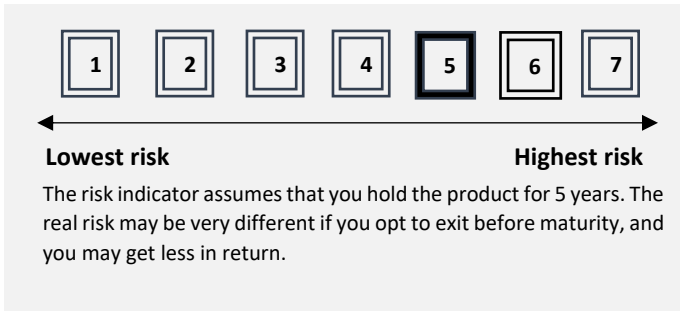 1 2 3 4 5 6 7
Lowest risk Highest risk
The risk indicator assumes that you hold the product for 5 years. The
real risk may be very different if you opt to exit before maturity, and
you may get less in return.